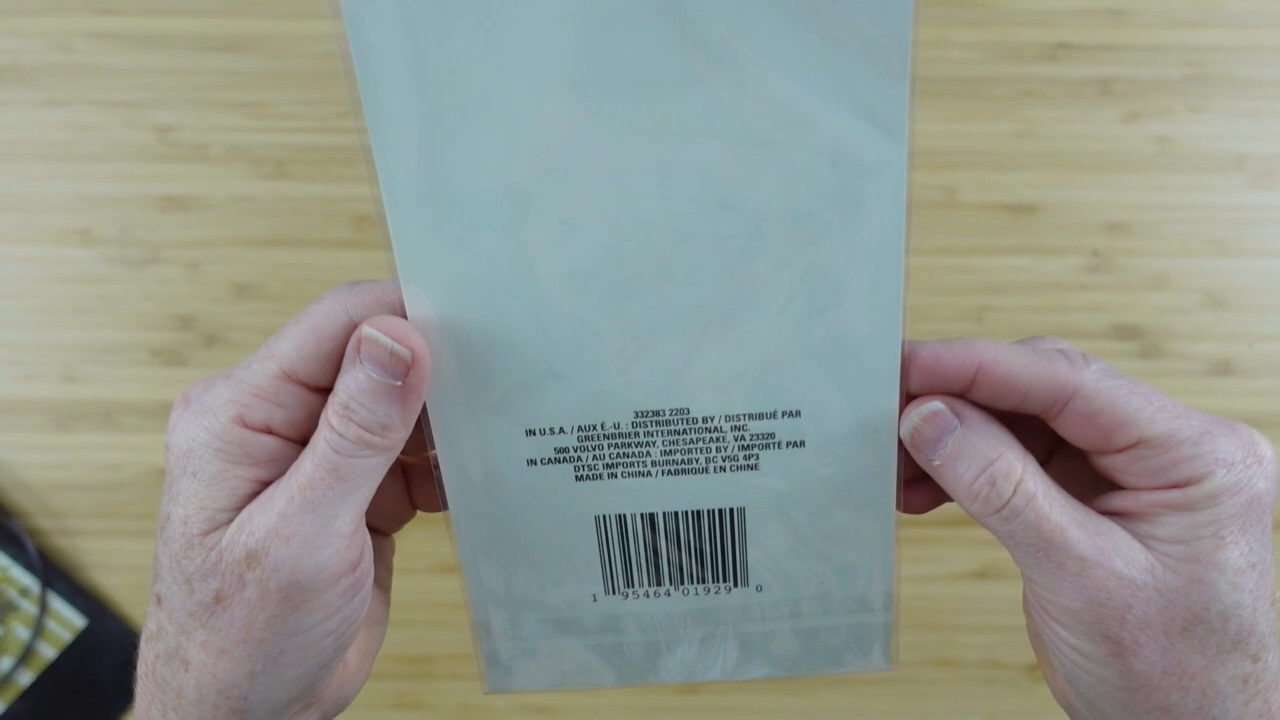 332383 2203
IN U.S.A. / AUX É.-U. : DISTRIBUTED BY / DISTRIBUÉ PAR
GREENBRIER INTERNATIONAL, INC.
500 VOLVO PARKWAY, CHESAPEAKE, VA 23320
IN CANADA / AU CANADA : IMPORTED BY / IMPORTÉ PAR
DTSC IMPORTS BURNABY, BC V5G 4P3
MADE IN CHINA / FABRIQUÉ EN CHINE
1 95464 01929 0